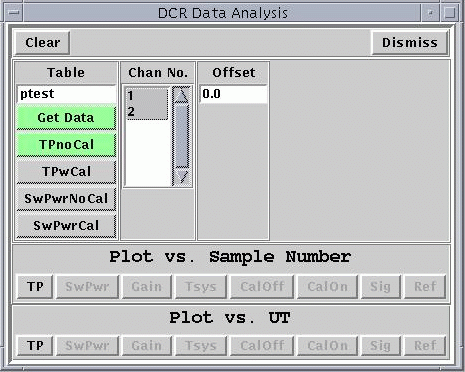 DCR Data Analysis
Clear Dismiss
Table Chan No. Offset
ptest 1 0.0
2
Get Data
TPnoCal
TPwCal
SwPwrNoCal
SwPwrCal
Plot vs. Sample Number
TP SwPwr Gain Tsys CalOff CalOn Sig Ref
Plot vs. UT
TP SwPwr Gain Tsys CalOff CalOn Sig Ref